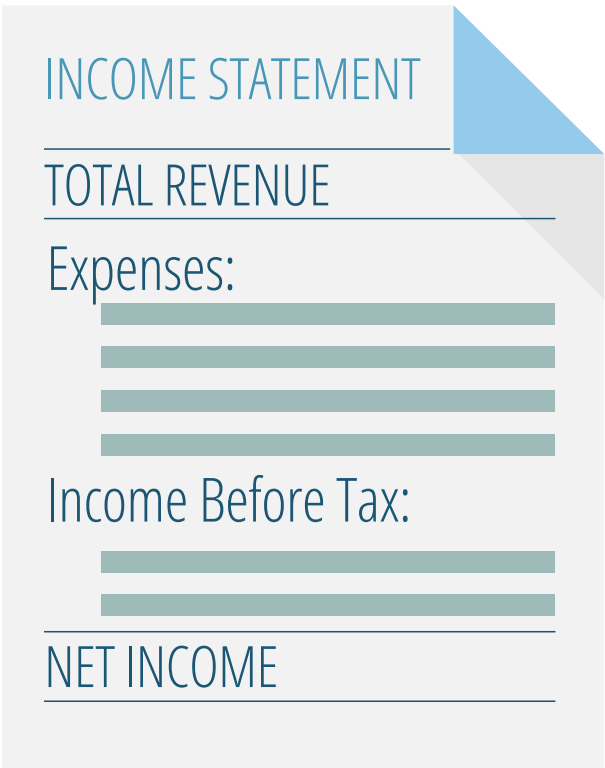 INCOME STATEMENT
TOTAL REVENUE
Expenses:
Income Before Tax:
NET INCOME